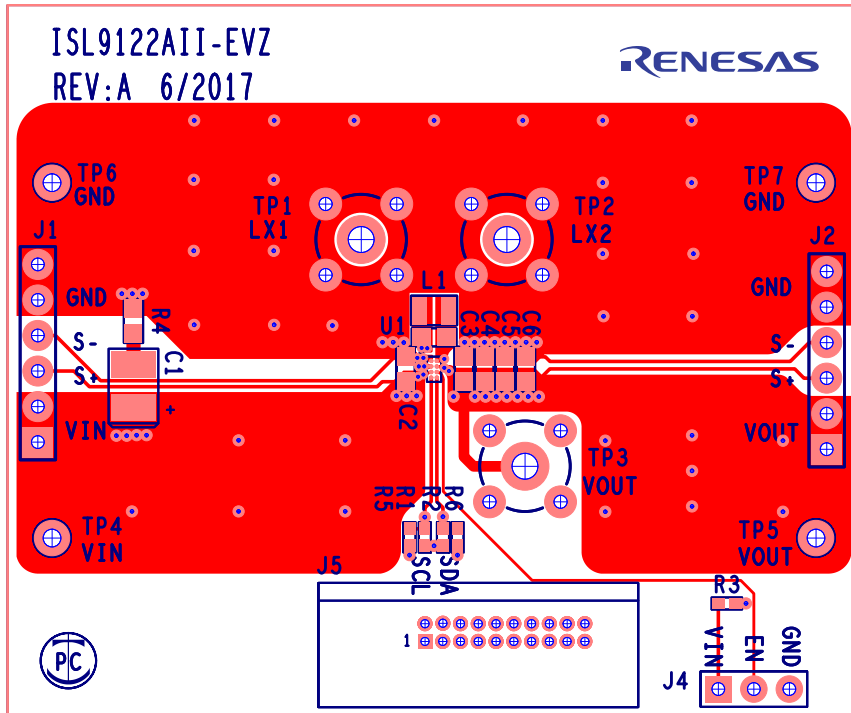 ISL9122AII-EVZ
REV:A 6/2017
RENESAS
TP6
GND
TP7
GND
TP1
LX1
TP2
LX2
J1
J2
GND
GND
L1
U1
C3
C4
C5
C6
R4
C1
S-
S+
S-
S+
+
C2
VIN
VOUT
TP3
VOUT
R5
R1
R2
R6
TP4
VIN
TP5
VOUT
SCL
SDA
J5
R3
1
VIN
EN
GND
J4
PC